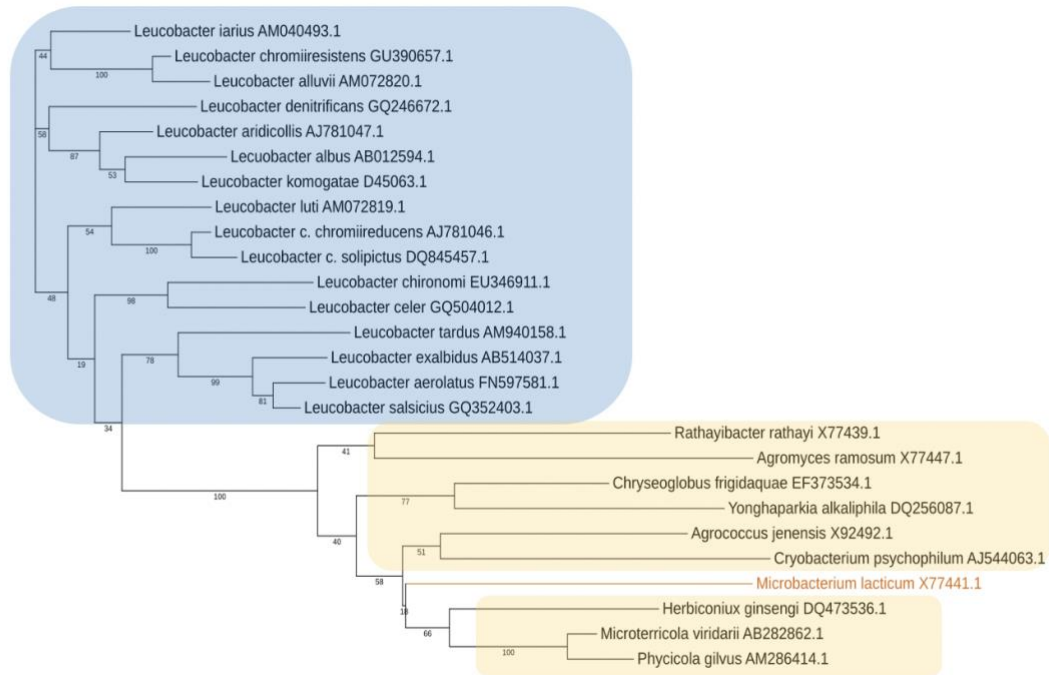 Leucobacter iarius AM040493.1
44
Leucobacter chromiiresistens GU390657.1
100
Leucobacter alluvii AM072820.1
Leucobacter denitrificans GQ246672.1
58
Leucobacter aridicollis AJ781047.1
87
Lecuobacter albus AB012594.1
53
Leucobacter komogatae D45063.1
Leucobacter luti AM072819.1
54
Leucobacter c. chromiireducens AJ781046.1
100
Leucobacter c. solipictus DQ845457.1
Leucobacter chironomi EU346911.1
48
98
Leucobacter celer GQ504012.1
Leucobacter tardus AM940158.1
19
78
Leucobacter exalbidus AB514037.1
99
Leucobacter aerolatus FN597581.1
81
Leucobacter salsicius GQ352403.1
34
Rathayibacter rathayi X77439.1
41
Agromyces ramosum X77447.1
Chryseoglobus frigidaquae EF373534.1
100
77
Yonghaparkia alkaliphila DQ256087.1
Agrococcus jenensis X92492.1
40
51
Cryobacterium psychophilum AJ544063.1
58
Microbacterium lacticum X77441.1
Herbiconiux ginsengi DQ473536.1
18
66
Microterricola viridarii AB282862.1
100
Phycicola gilvus AM286414.1